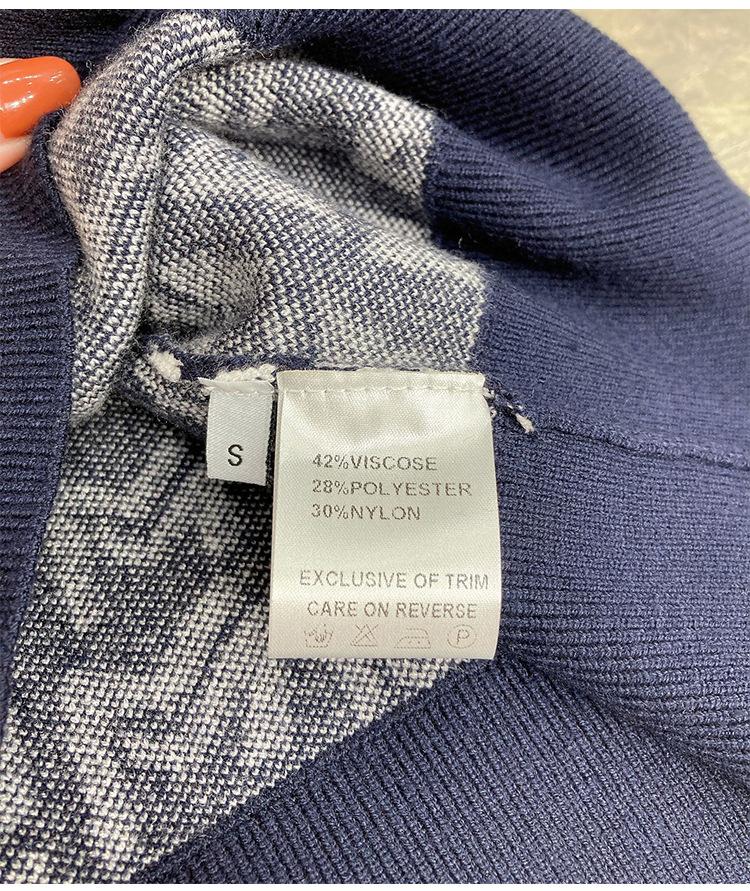 S
42%VISCOSE
28%POLYESTER
30%NYLON
EXCLUSIVE OF TRIM
CARE ON REVERSE
P